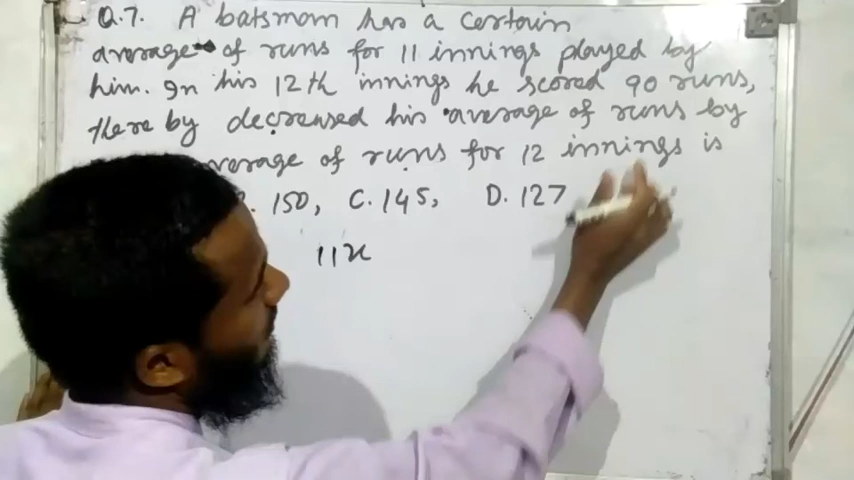 Q.7. A batsman has a certain
average of runs for 11 innings played by
him. In his 12th innings he scored 90 runs,
there by decreased his average of runs by
average of runs for 12 innings is
150, C. 145, D. 127
11x